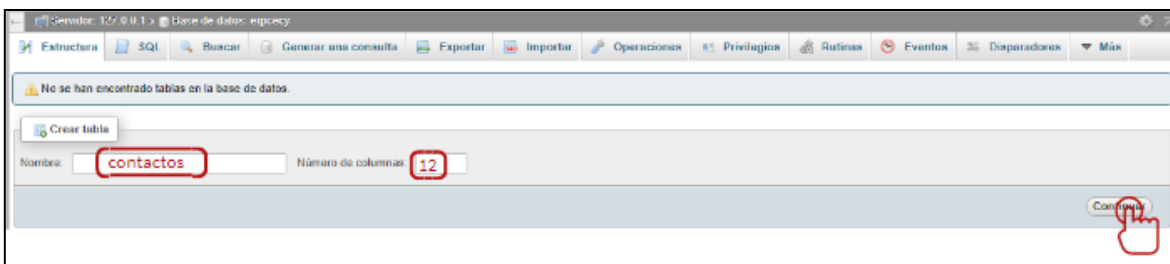 Servidor: 127.0.0.1 » Base de datos: erpcecy
Estructura SQL Buscar Generar una consulta Exportar Importar Operaciones Privilegios Rutinas Eventos Disparadores Más
No se han encontrado tablas en la base de datos.
Crear tabla
Nombre: contactos Número de columnas: 12
Continuar